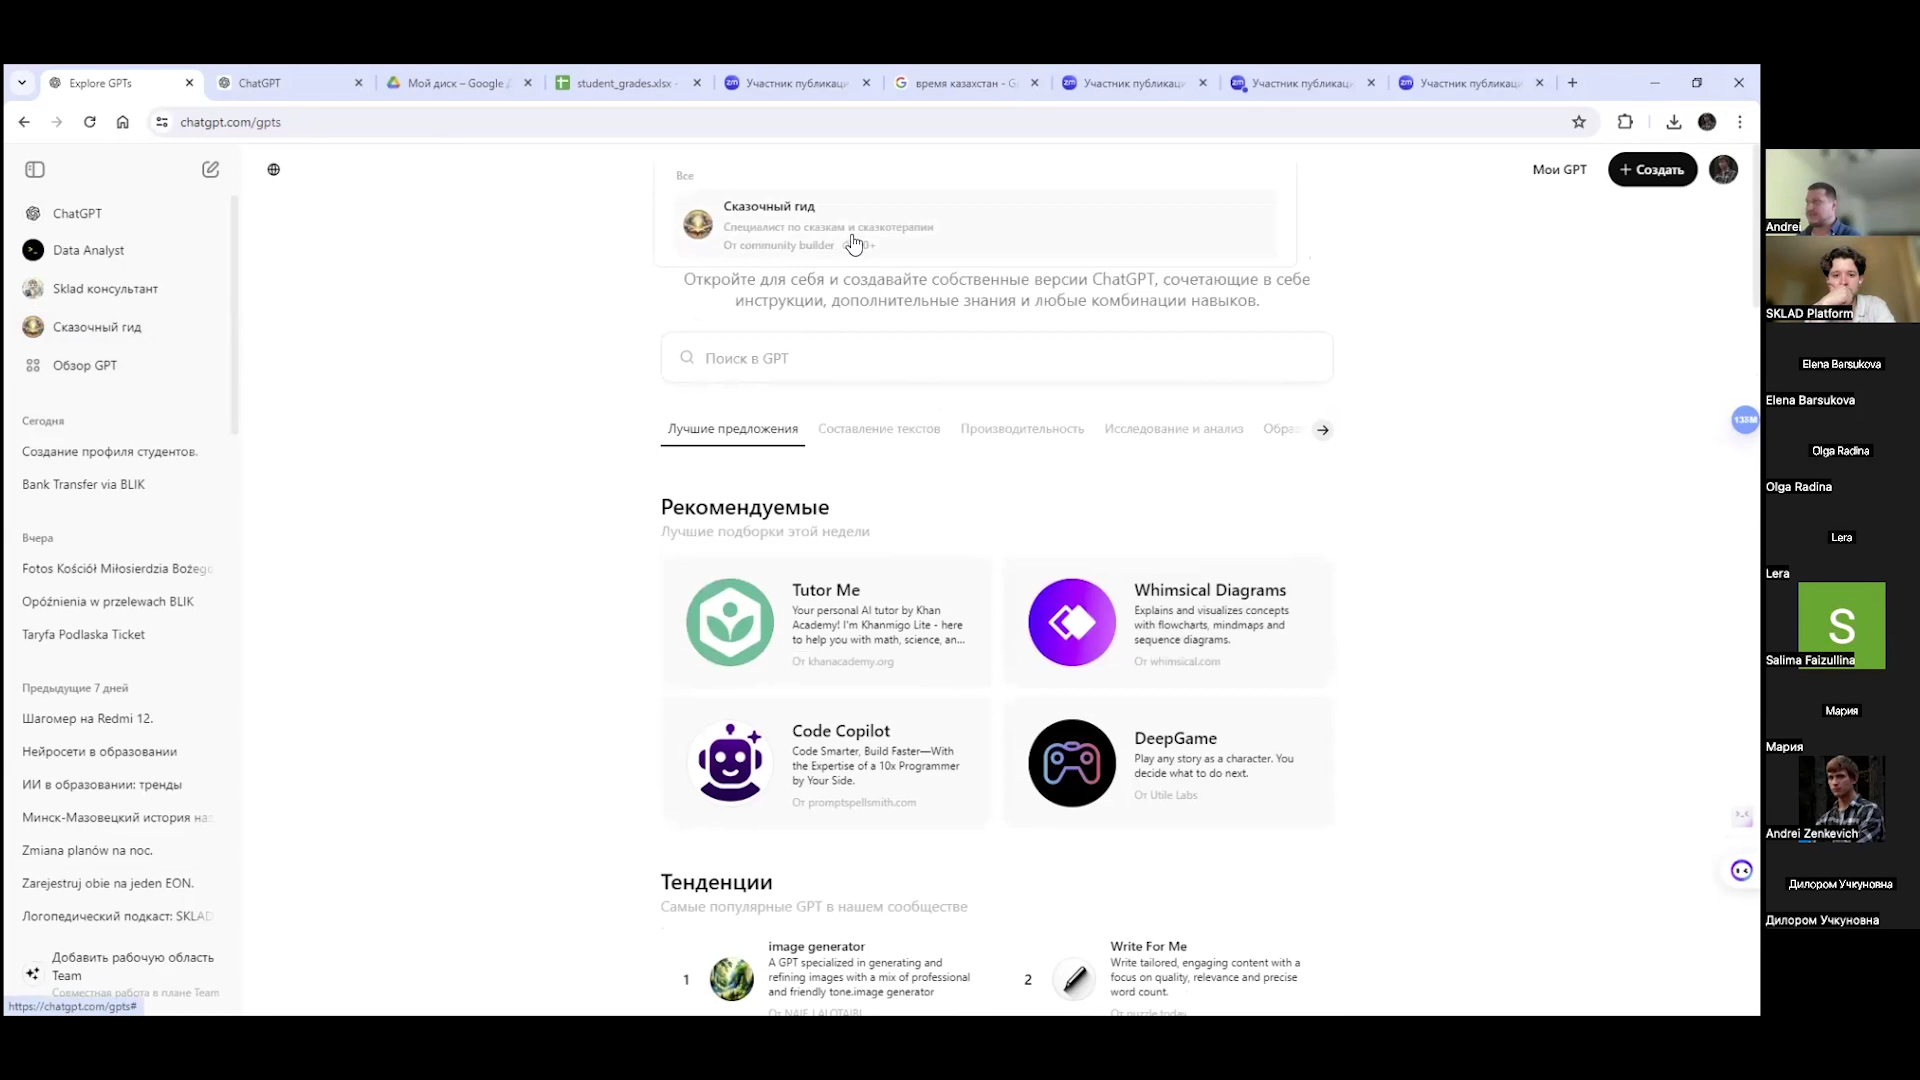 Explore GPTs
ChatGPT
Мой диск – Google Д
student_grades.xlsx -
Участник публикаци
время казахстан - G
Участник публикаци
Участник публикаци
Участник публикаци
chatgpt.com/gpts
Мои GPT
+ Создать
ChatGPT
Data Analyst
Sklad консультант
Сказочный гид
Обзор GPT
Сегодня
Создание профиля студентов.
Bank Transfer via BLIK
Вчера
Fotos Kościół Miłosierdzia Bożego
Opóźnienia w przelewach BLIK
Taryfa Podlaska Ticket
Предыдущие 7 дней
Шагомер на Redmi 12.
Нейросети в образовании
ИИ в образовании: тренды
Минск-Мазовецкий история наз
Zmiana planów na noc.
Zarejestruj obie na jeden EON.
Логопедический подкаст: SKLAD
Добавить рабочую область
Team
Совместная работа в плане Team
https://chatgpt.com/gpts#
Все
Сказочный гид
Специалист по сказкам и сказкотерапии
От community builder
Откройте для себя и создавайте собственные версии ChatGPT, сочетающие в себе
инструкции, дополнительные знания и любые комбинации навыков.
Поиск в GPT
Лучшие предложения
Составление текстов
Производительность
Исследование и анализ
Образ
Рекомендуемые
Лучшие подборки этой недели
Tutor Me
Your personal AI tutor by Khan
Academy! I'm Khanmigo Lite - here
to help you with math, science, an...
От khanacademy.org
Whimsical Diagrams
Explains and visualizes concepts
with flowcharts, mindmaps and
sequence diagrams.
От whimsical.com
Code Copilot
Code Smarter, Build Faster—With
the Expertise of a 10x Programmer
by Your Side.
От promptspellsmith.com
DeepGame
Play any story as a character. You
decide what to do next.
От Utile Labs
Тенденции
Самые популярные GPT в нашем сообществе
1
image generator
A GPT specialized in generating and
refining images with a mix of professional
and friendly tone.image generator
От NAIF J ALOTAIBI
2
Write For Me
Write tailored, engaging content with a
focus on quality, relevance and precise
word count.
От puzzle.today
135M
Andrei
SKLAD Platform
Elena Barsukova
Elena Barsukova
Olga Radina
Olga Radina
Lera
Lera
S
Salima Faizullina
Мария
Мария
Andrei Zenkevich
Дилором Учкуновна
Дилором Учкуновна